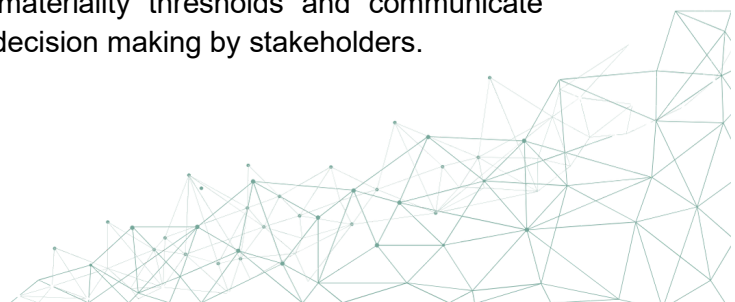 materiality thresholds and communicate
decision making by stakeholders.